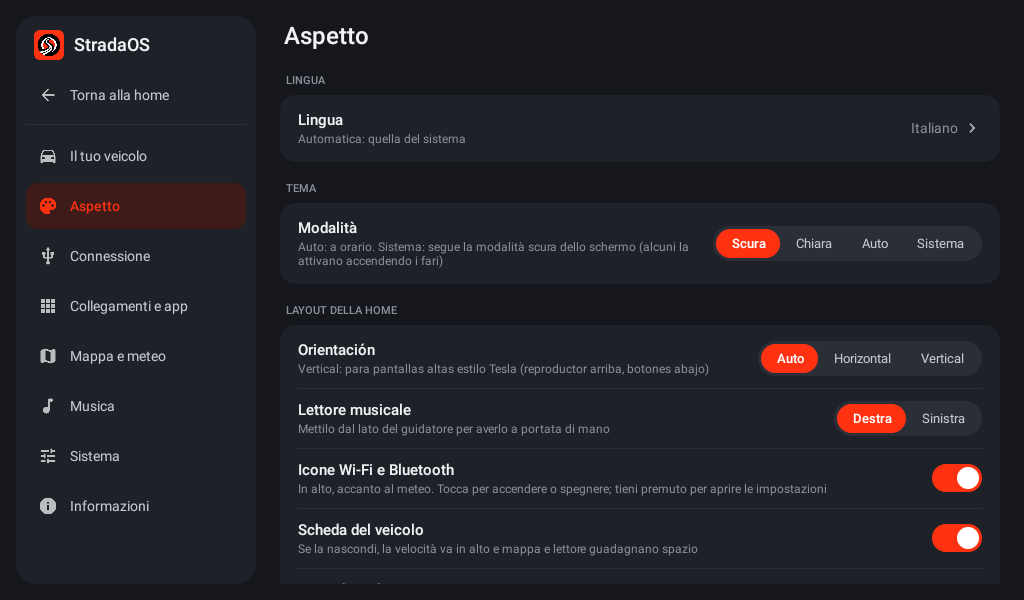 StradaOS
Torna alla home
Il tuo veicolo
Aspetto
Connessione
Collegamenti e app
Mappa e meteo
Musica
Sistema
Informazioni
Aspetto
LINGUA
Lingua
Automatica: quella del sistema
Italiano
TEMA
Modalità
Auto: a orario. Sistema: segue la modalità scura dello schermo (alcuni la
attivano accendendo i fari)
Scura Chiara Auto Sistema
LAYOUT DELLA HOME
Orientación
Vertical: para pantallas altas estilo Tesla (reproductor arriba, botones abajo)
Auto Horizontal Vertical
Lettore musicale
Mettilo dal lato del guidatore per averlo a portata di mano
Destra Sinistra
Icone Wi-Fi e Bluetooth
In alto, accanto al meteo. Tocca per accendere o spegnere; tieni premuto per aprire le impostazioni
Scheda del veicolo
Se la nascondi, la velocità va in alto e mappa e lettore guadagnano spazio